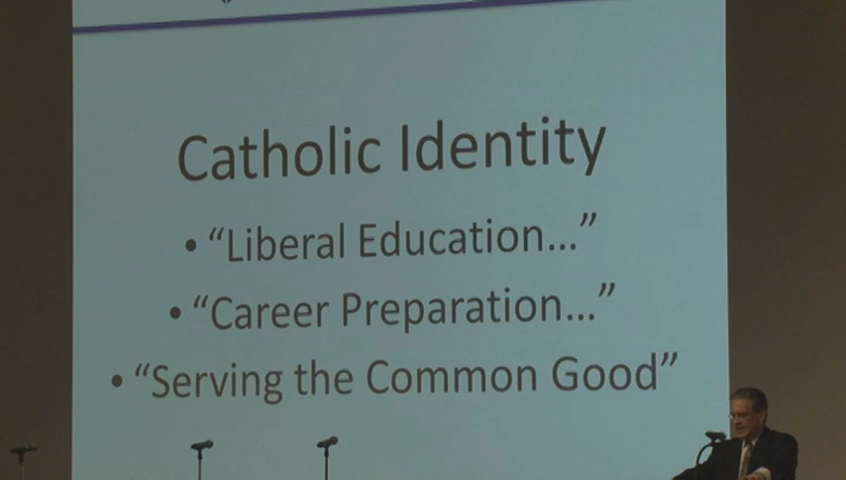 Catholic Identity
• “Liberal Education...”
• “Career Preparation...”
• “Serving the Common Good”